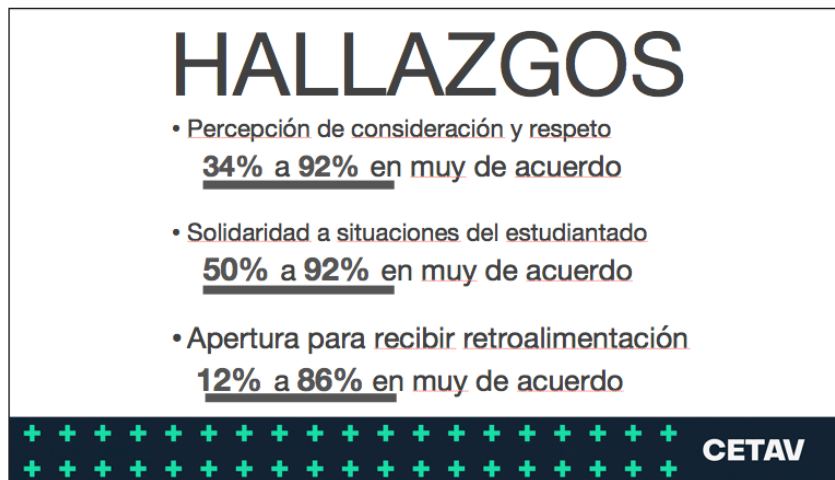 HALLAZGOS
• Percepción de consideración y respeto
34% a 92% en muy de acuerdo
• Solidaridad a situaciones del estudiantado
50% a 92% en muy de acuerdo
• Apertura para recibir retroalimentación
12% a 86% en muy de acuerdo
CETAV